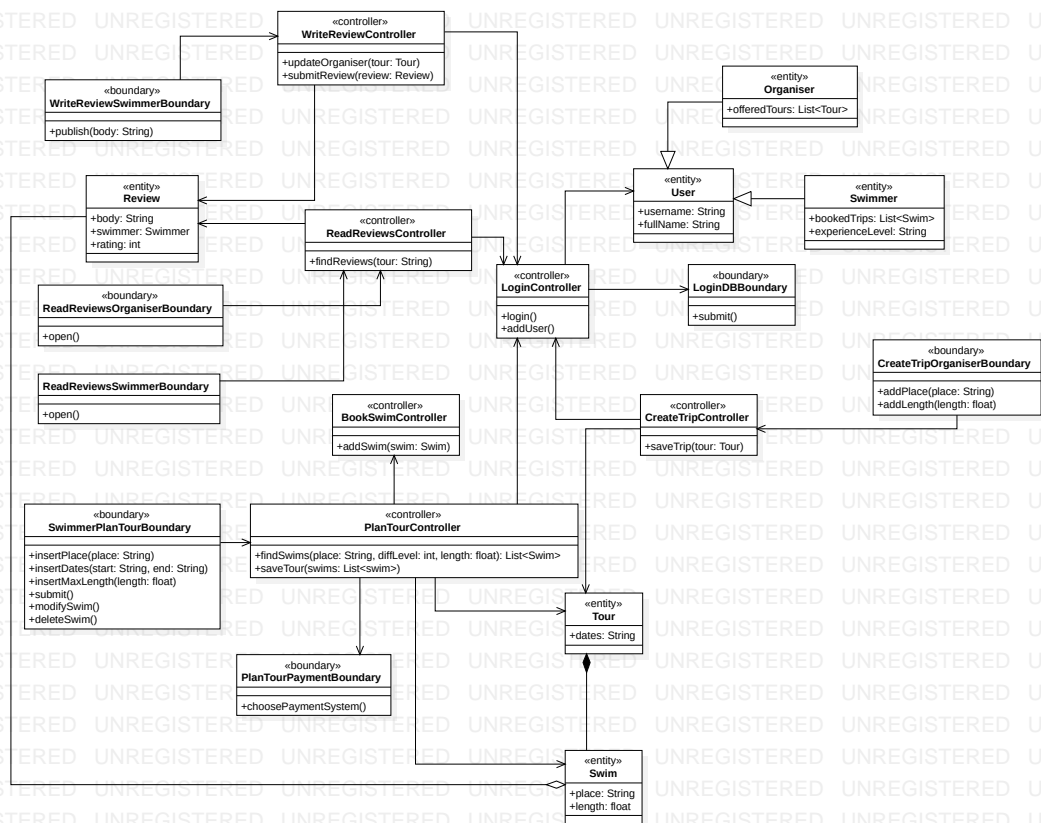 «controller»
WriteReviewController
+updateOrganiser(tour: Tour)
+submitReview(review: Review)
«boundary»
WriteReviewSwimmerBoundary
+publish(body: String)
«entity»
Organiser
+offeredTours: List<Tour>
«entity»
Review
+body: String
+swimmer: Swimmer
+rating: int
«entity»
User
+username: String
+fullName: String
«entity»
Swimmer
+bookedTrips: List<Swim>
+experienceLevel: String
«controller»
ReadReviewsController
+findReviews(tour: String)
«controller»
LoginController
+login()
+addUser()
«boundary»
LoginDBBoundary
+submit()
«boundary»
ReadReviewsOrganiserBoundary
+open()
«boundary»
CreateTripOrganiserBoundary
+addPlace(place: String)
+addLength(length: float)
ReadReviewsSwimmerBoundary
+open()
«controller»
BookSwimController
+addSwim(swim: Swim)
«controller»
CreateTripController
+saveTrip(tour: Tour)
«boundary»
SwimmerPlanTourBoundary
+insertPlace(place: String)
+insertDates(start: String, end: String)
+insertMaxLength(length: float)
+submit()
+modifySwim()
+deleteSwim()
«controller»
PlanTourController
+findSwims(place: String, diffLevel: int, length: float): List<Swim>
+saveTour(swims: List<swim>)
«entity»
Tour
+dates: String
«boundary»
PlanTourPaymentBoundary
+choosePaymentSystem()
«entity»
Swim
+place: String
+length: float
UNREGISTERED